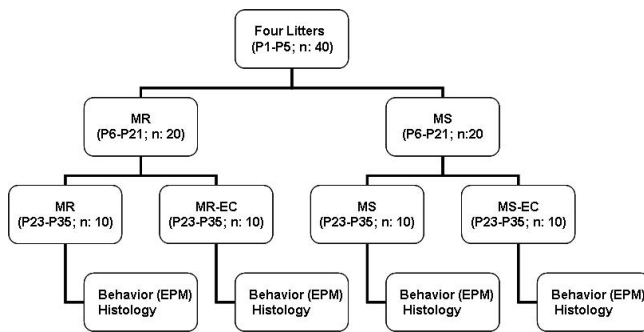 Four Litters
(P1-P5; n: 40)
MR
(P6-P21; n: 20)
MS
(P6-P21; n:20
MR
(P23-P35; n: 10)
MR-EC
(P23-P35; n: 10)
MS
(P23-P35; n: 10)
MS-EC
(P23-P35; n: 10)
Behavior (EPM)
Histology
Behavior (EPM)
Histology
Behavior (EPM)
Histology
Behavior (EPM)
Histology